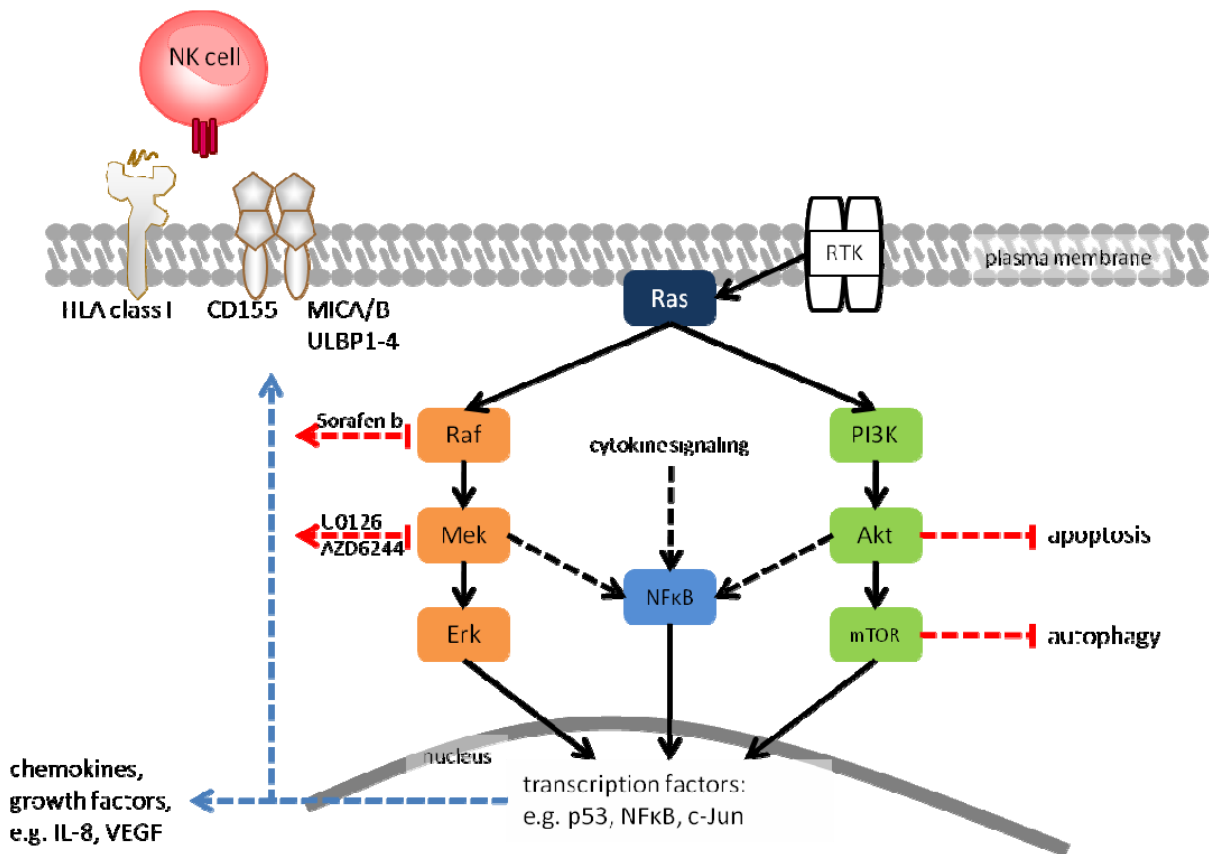 NK cell
RTK
plasma membrane
Ras
HLA class I
CD155
MICA/B
ULBP1-4
Sorafen b
Raf
cytokine signaling
PI3K
U0126
AZD6244
Mek
Akt
apoptosis
NFκB
Erk
mTOR
autophagy
nucleus
chemokines,
growth factors,
e.g. IL-8, VEGF
transcription factors:
e.g. p53, NFκB, c-Jun